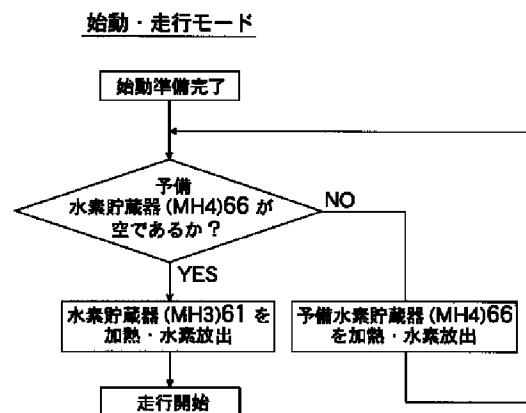 始動・走行モード
始動準備完了
予備
水素貯蔵器(MH4)66が
空であるか?
NO
YES
水素貯蔵器(MH3)61を
加熱・水素放出
予備水素貯蔵器(MH4)66
を加熱・水素放出
走行開始